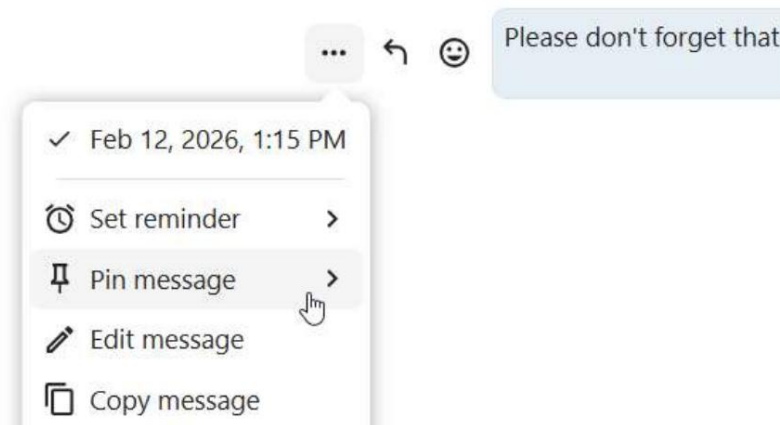 Please don't forget that
Feb 12, 2026, 1:15 PM
Set reminder
Pin message
Edit message
Copy message